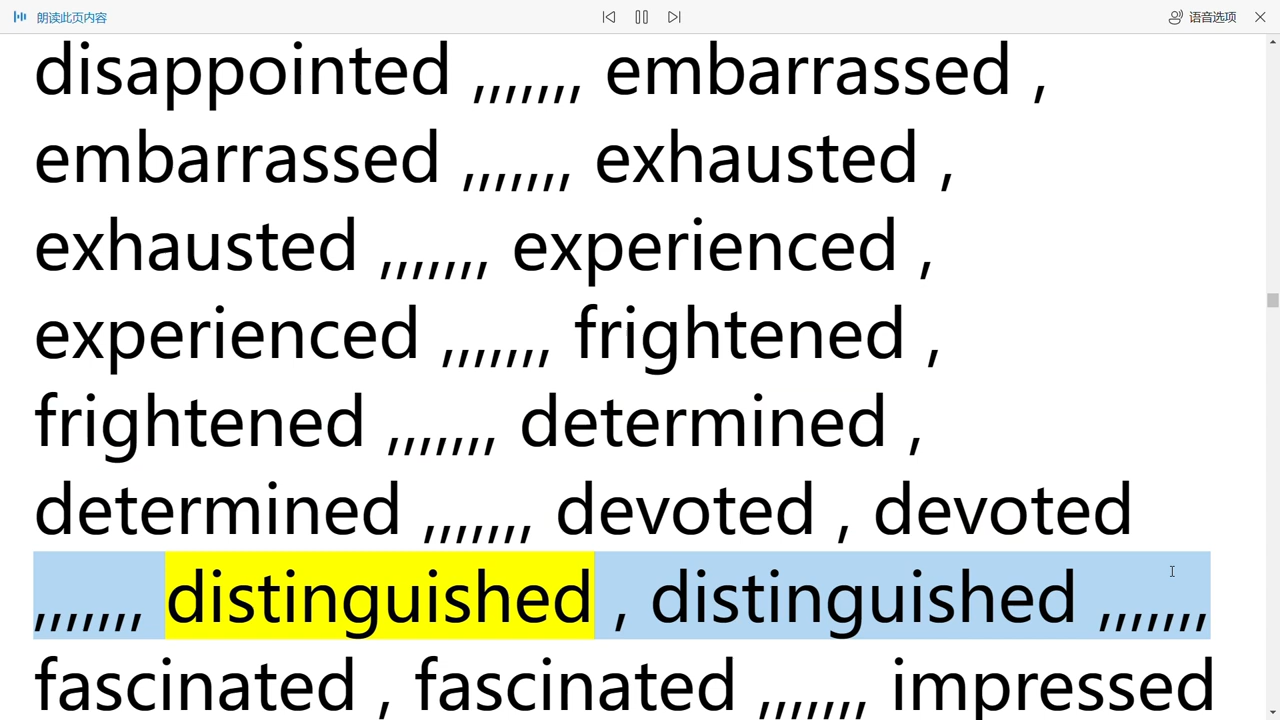 朗读此页内容 语音选项
disappointed ,,,,,,, embarrassed ,
embarrassed ,,,,,,, exhausted ,
exhausted ,,,,,,, experienced ,
experienced ,,,,,,, frightened ,
frightened ,,,,,,, determined ,
determined ,,,,,,, devoted , devoted
,,,,,,, distinguished , distinguished ,,,,,,,
fascinated , fascinated ,,,,,,, impressed